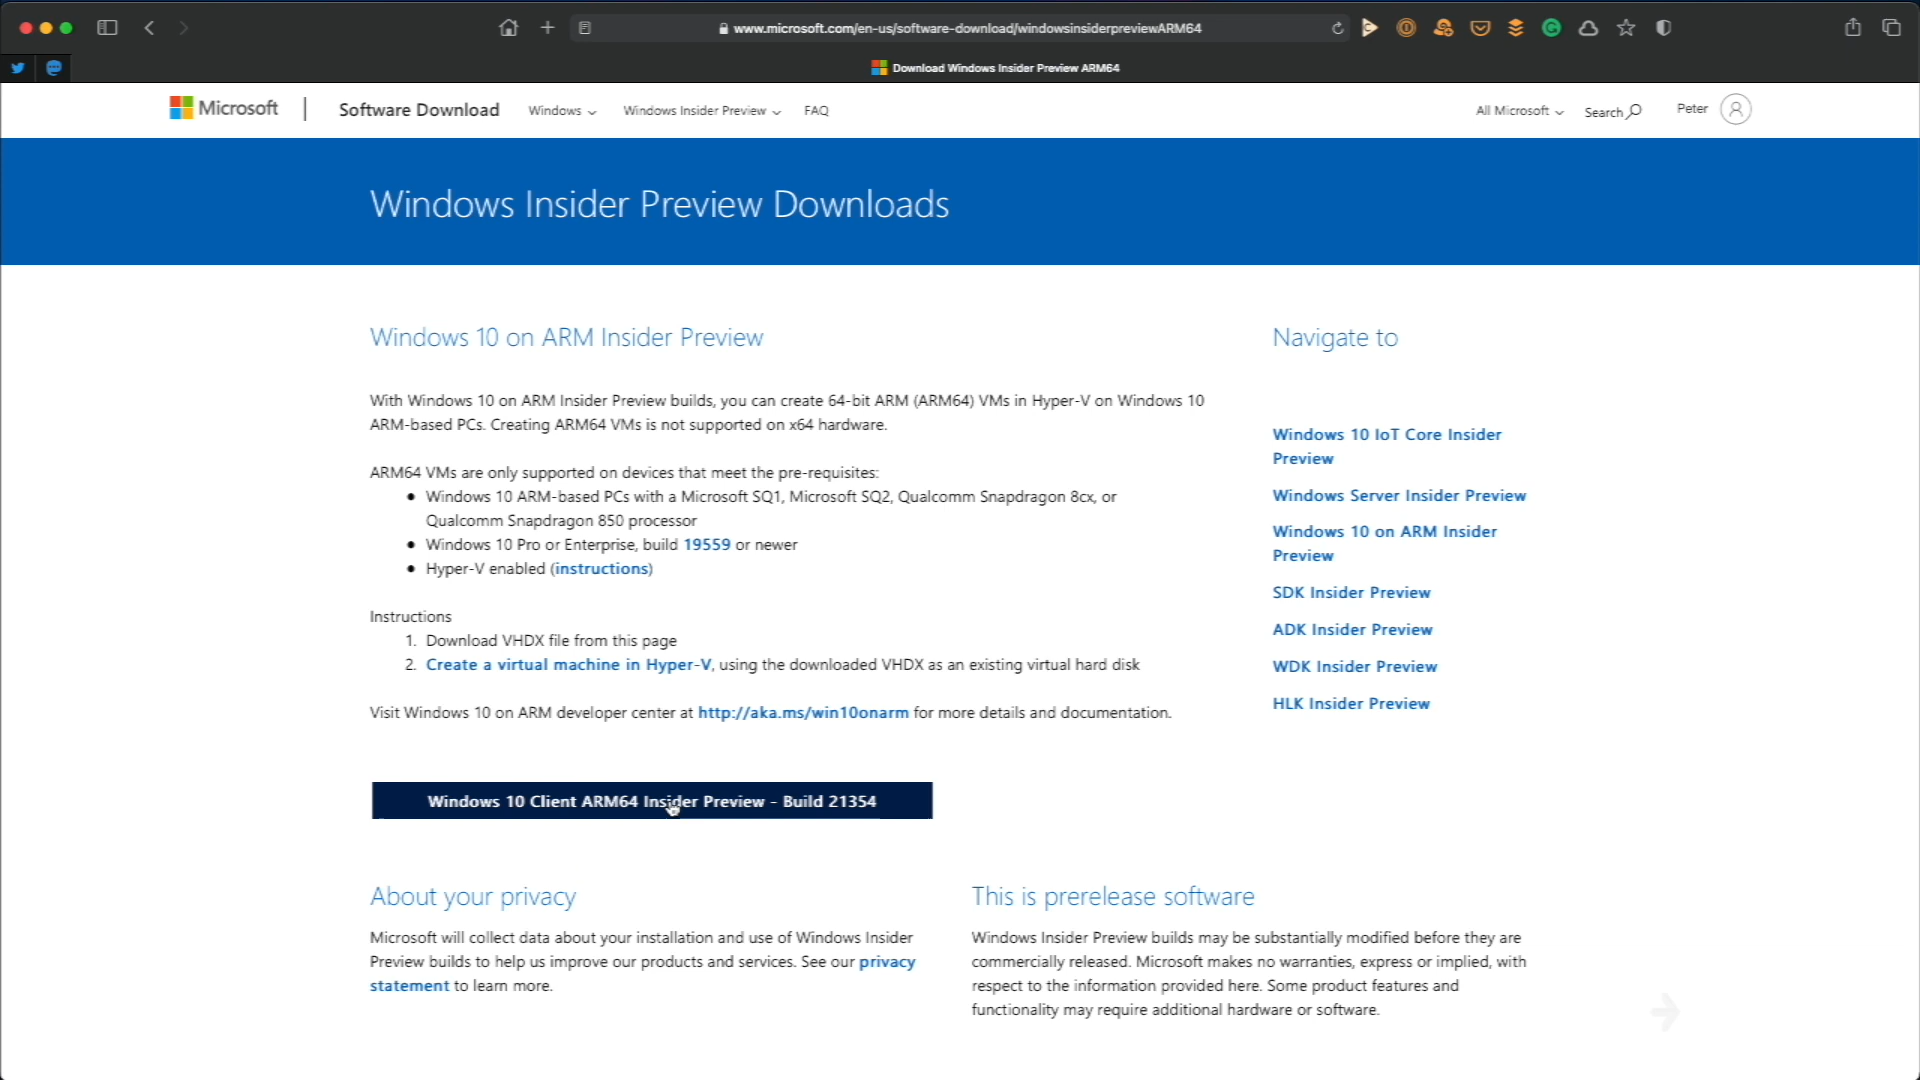 www.microsoft.com/en-us/software-download/windowsinsiderpreviewARM64
Download Windows Insider Preview ARM64
Microsoft
Software Download
Windows
Windows Insider Preview
FAQ
All Microsoft
Search
Peter
Windows Insider Preview Downloads
Windows 10 on ARM Insider Preview
With Windows 10 on ARM Insider Preview builds, you can create 64-bit ARM (ARM64) VMs in Hyper-V on Windows 10
ARM-based PCs. Creating ARM64 VMs is not supported on x64 hardware.
ARM64 VMs are only supported on devices that meet the pre-requisites:
• Windows 10 ARM-based PCs with a Microsoft SQ1, Microsoft SQ2, Qualcomm Snapdragon 8cx, or
Qualcomm Snapdragon 850 processor
• Windows 10 Pro or Enterprise, build 19559 or newer
• Hyper-V enabled (instructions)
Instructions
1. Download VHDX file from this page
2. Create a virtual machine in Hyper-V, using the downloaded VHDX as an existing virtual hard disk
Visit Windows 10 on ARM developer center at http://aka.ms/win10onarm for more details and documentation.
Windows 10 Client ARM64 Insider Preview - Build 21354
Navigate to
Windows 10 IoT Core Insider
Preview
Windows Server Insider Preview
Windows 10 on ARM Insider
Preview
SDK Insider Preview
ADK Insider Preview
WDK Insider Preview
HLK Insider Preview
About your privacy
Microsoft will collect data about your installation and use of Windows Insider
Preview builds to help us improve our products and services. See our privacy
statement to learn more.
This is prerelease software
Windows Insider Preview builds may be substantially modified before they are
commercially released. Microsoft makes no warranties, express or implied, with
respect to the information provided here. Some product features and
functionality may require additional hardware or software.